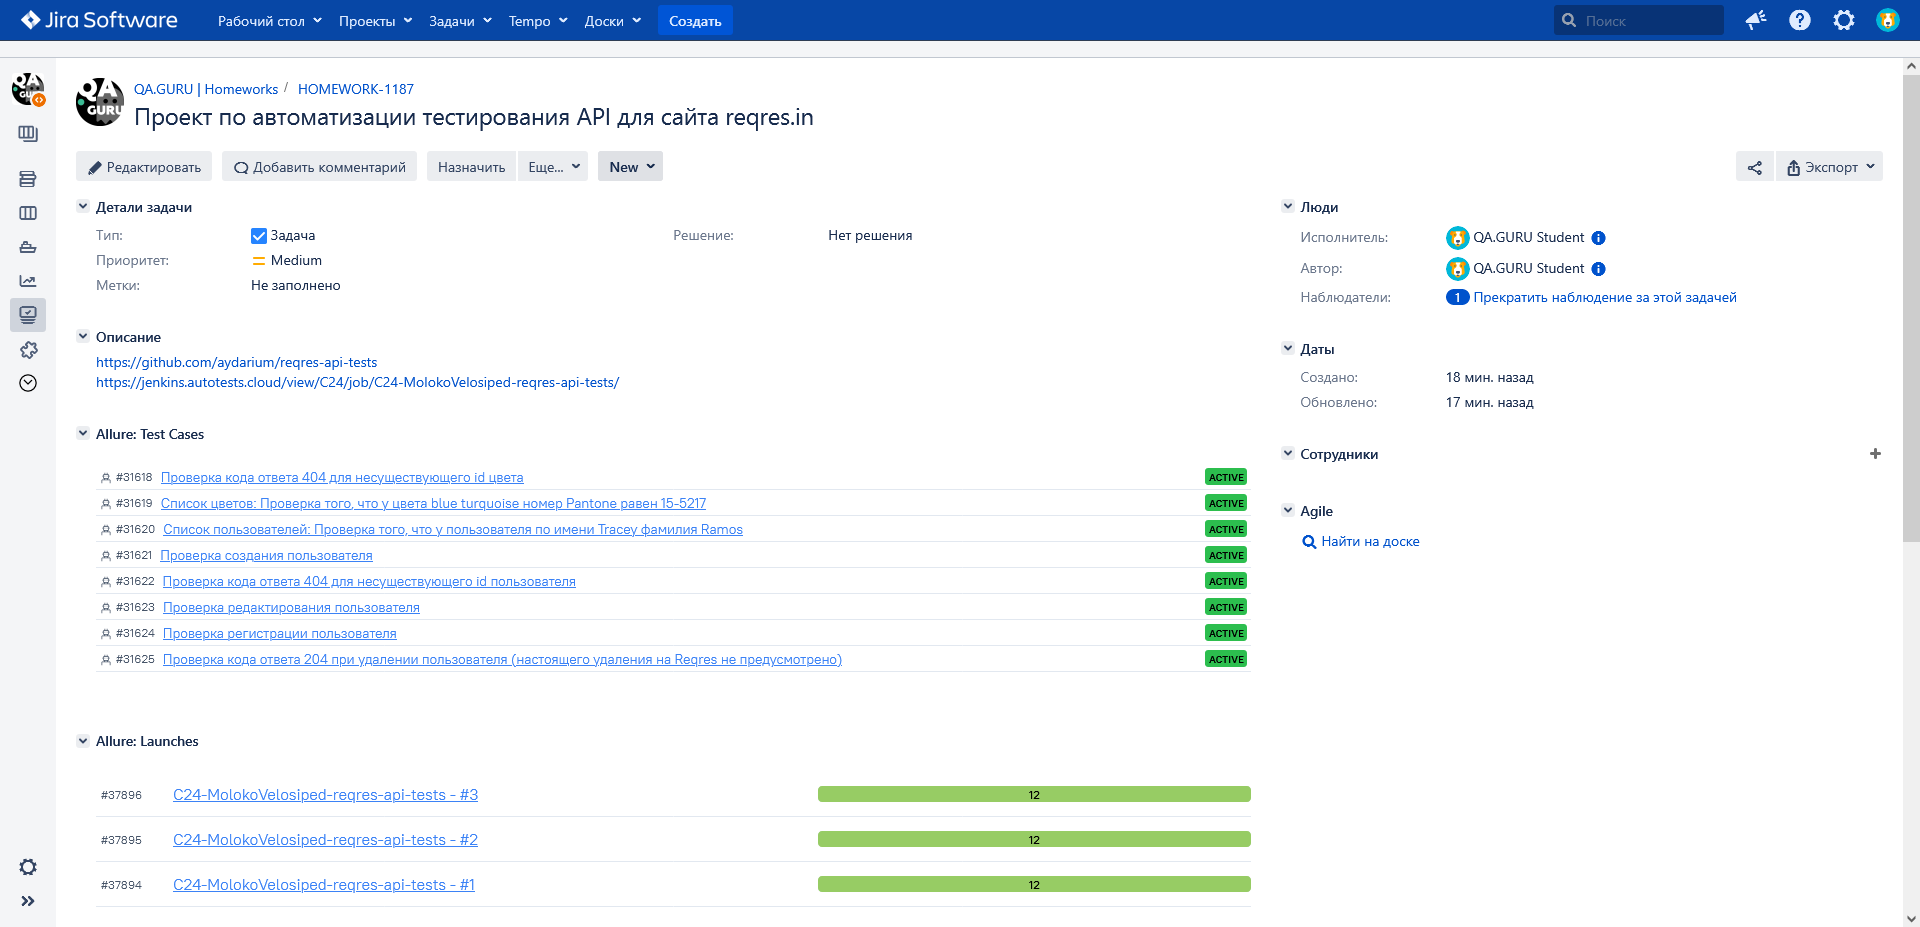 Jira Software
Рабочий стол Проекты Задачи Tempo Доски Создать Поиск
QA.GURU | Homeworks / HOMEWORK-1187
QA GURU
Проект по автоматизации тестирования API для сайта reqres.in
Редактировать Добавить комментарий Назначить Еще... New Экспорт
Детали задачи
Тип: Задача Решение: Нет решения
Приоритет: Medium
Метки: Не заполнено
Описание
https://github.com/aydarium/reqres-api-tests
https://jenkins.autotests.cloud/view/C24/job/C24-MolokoVelosiped-reqres-api-tests/
Allure: Test Cases
#31618 Проверка кода ответа 404 для несуществующего id цвета ACTIVE
#31619 Список цветов: Проверка того, что у цвета blue turquoise номер Pantone равен 15-5217 ACTIVE
#31620 Список пользователей: Проверка того, что у пользователя по имени Tracey фамилия Ramos ACTIVE
#31621 Проверка создания пользователя ACTIVE
#31622 Проверка кода ответа 404 для несуществующего id пользователя ACTIVE
#31623 Проверка редактирования пользователя ACTIVE
#31624 Проверка регистрации пользователя ACTIVE
#31625 Проверка кода ответа 204 при удалении пользователя (настоящего удаления на Reqres не предусмотрено) ACTIVE
Allure: Launches
#37896 C24-MolokoVelosiped-reqres-api-tests - #3 12
#37895 C24-MolokoVelosiped-reqres-api-tests - #2 12
#37894 C24-MolokoVelosiped-reqres-api-tests - #1 12
Люди
Исполнитель: QA.GURU Student
Автор: QA.GURU Student
Наблюдатели: 1 Прекратить наблюдение за этой задачей
Даты
Создано: 18 мин. назад
Обновлено: 17 мин. назад
Сотрудники
Agile
Найти на доске